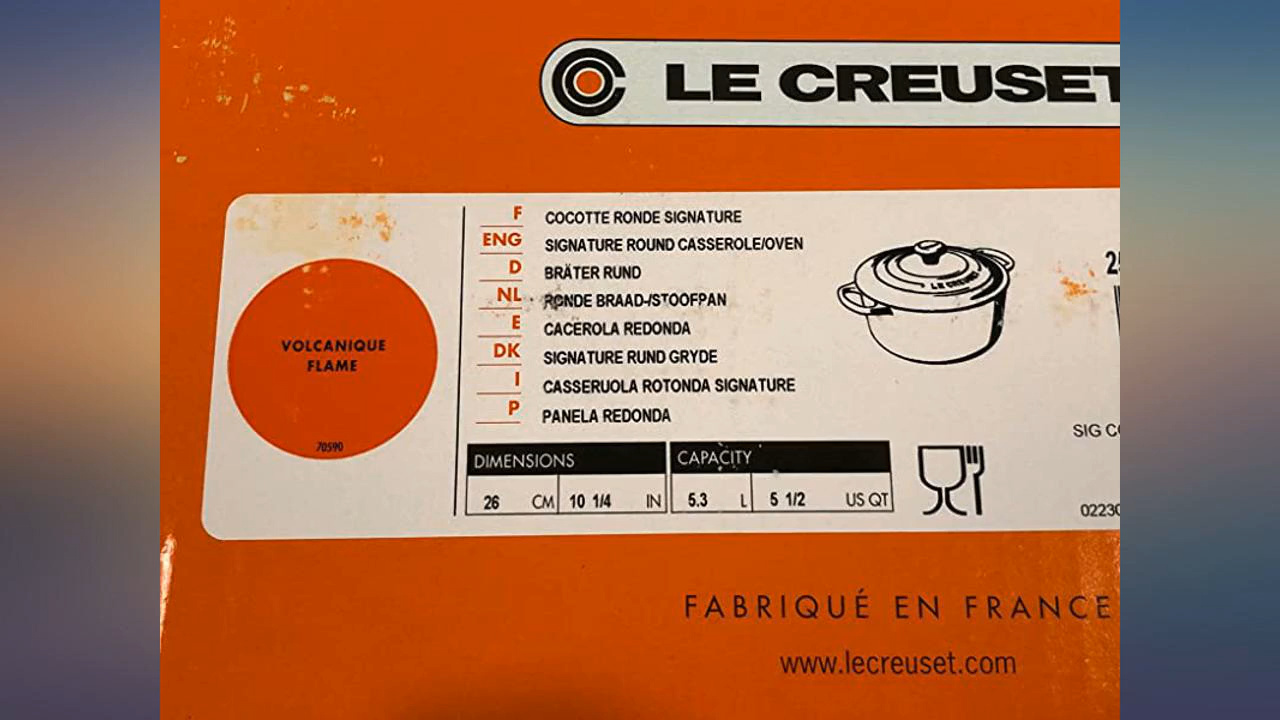 LE CREUSET
F COCOTTE RONDE SIGNATURE
ENG SIGNATURE ROUND CASSEROLE/OVEN
D BRÄTER RUND
NL RONDE BRAAD-/STOOFPAN
E CACEROLA REDONDA
DK SIGNATURE RUND GRYDE
I CASSERUOLA ROTONDA SIGNATURE
P PANELA REDONDA
VOLCANIQUE
FLAME
70590
LE CREUSET
DIMENSIONS CAPACITY
26 CM 10 1/4 IN 5.3 L 5 1/2 US QT
SIG
FABRIQUÉ EN FRANCE
www.lecreuset.com